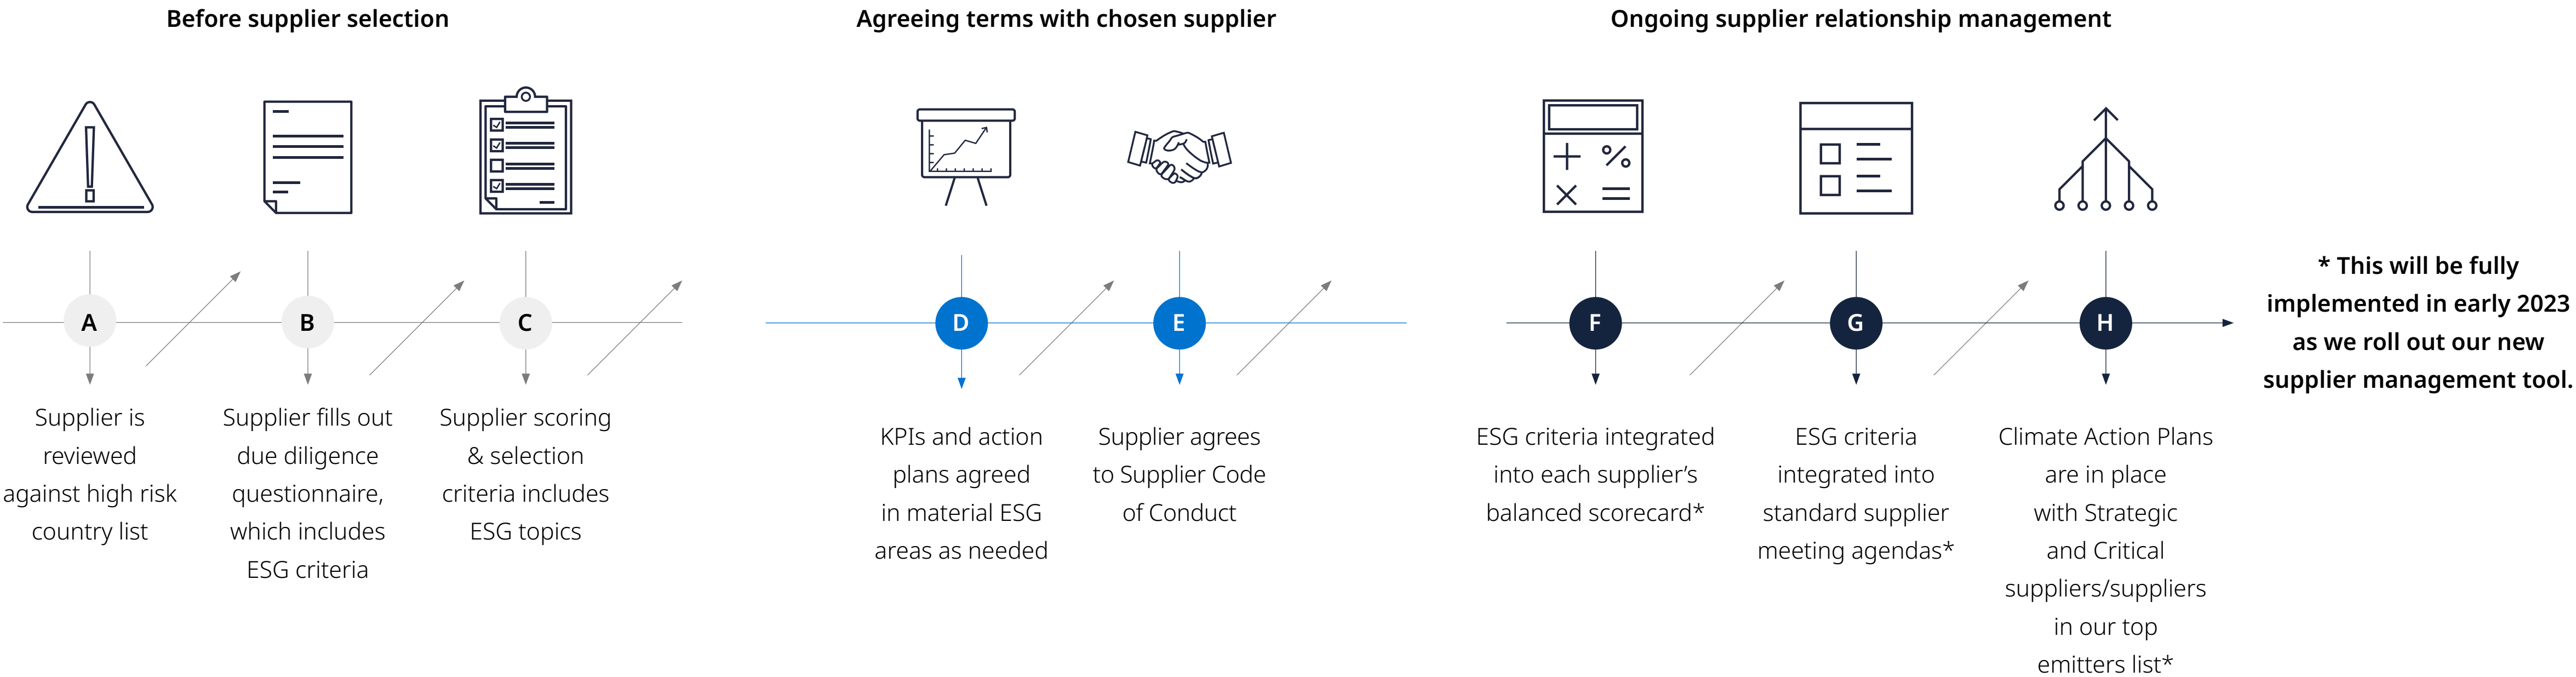 Before supplier selection
A
Supplier is
reviewed
against high risk
country list
B
Supplier fills out
due diligence
questionnaire,
which includes
ESG criteria
C
Supplier scoring
& selection
criteria includes
ESG topics
Agreeing terms with chosen supplier
D
KPIs and action
plans agreed
in material ESG
areas as needed
E
Supplier agrees
to Supplier Code
of Conduct
Ongoing supplier relationship management
F
ESG criteria integrated
into each supplier’s
balanced scorecard*
G
ESG criteria
integrated into
standard supplier
meeting agendas*
H
Climate Action Plans
are in place
with Strategic
and Critical
suppliers/suppliers
in our top
emitters list*
* This will be fully
implemented in early 2023
as we roll out our new
supplier management tool.